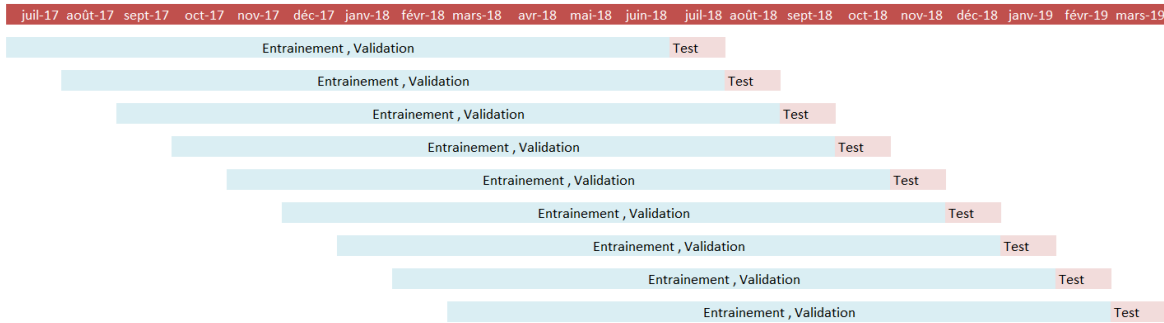 juil-17 août-17 sept-17 oct-17 nov-17 déc-17 janv-18 févr-18 mars-18 avr-18 mai-18 juin-18 juil-18 août-18 sept-18 oct-18 nov-18 déc-18 janv-19 févr-19 mars-19
Entrainement , Validation Test
Entrainement , Validation Test
Entrainement , Validation Test
Entrainement , Validation Test
Entrainement , Validation Test
Entrainement , Validation Test
Entrainement , Validation Test
Entrainement , Validation Test
Entrainement , Validation Test